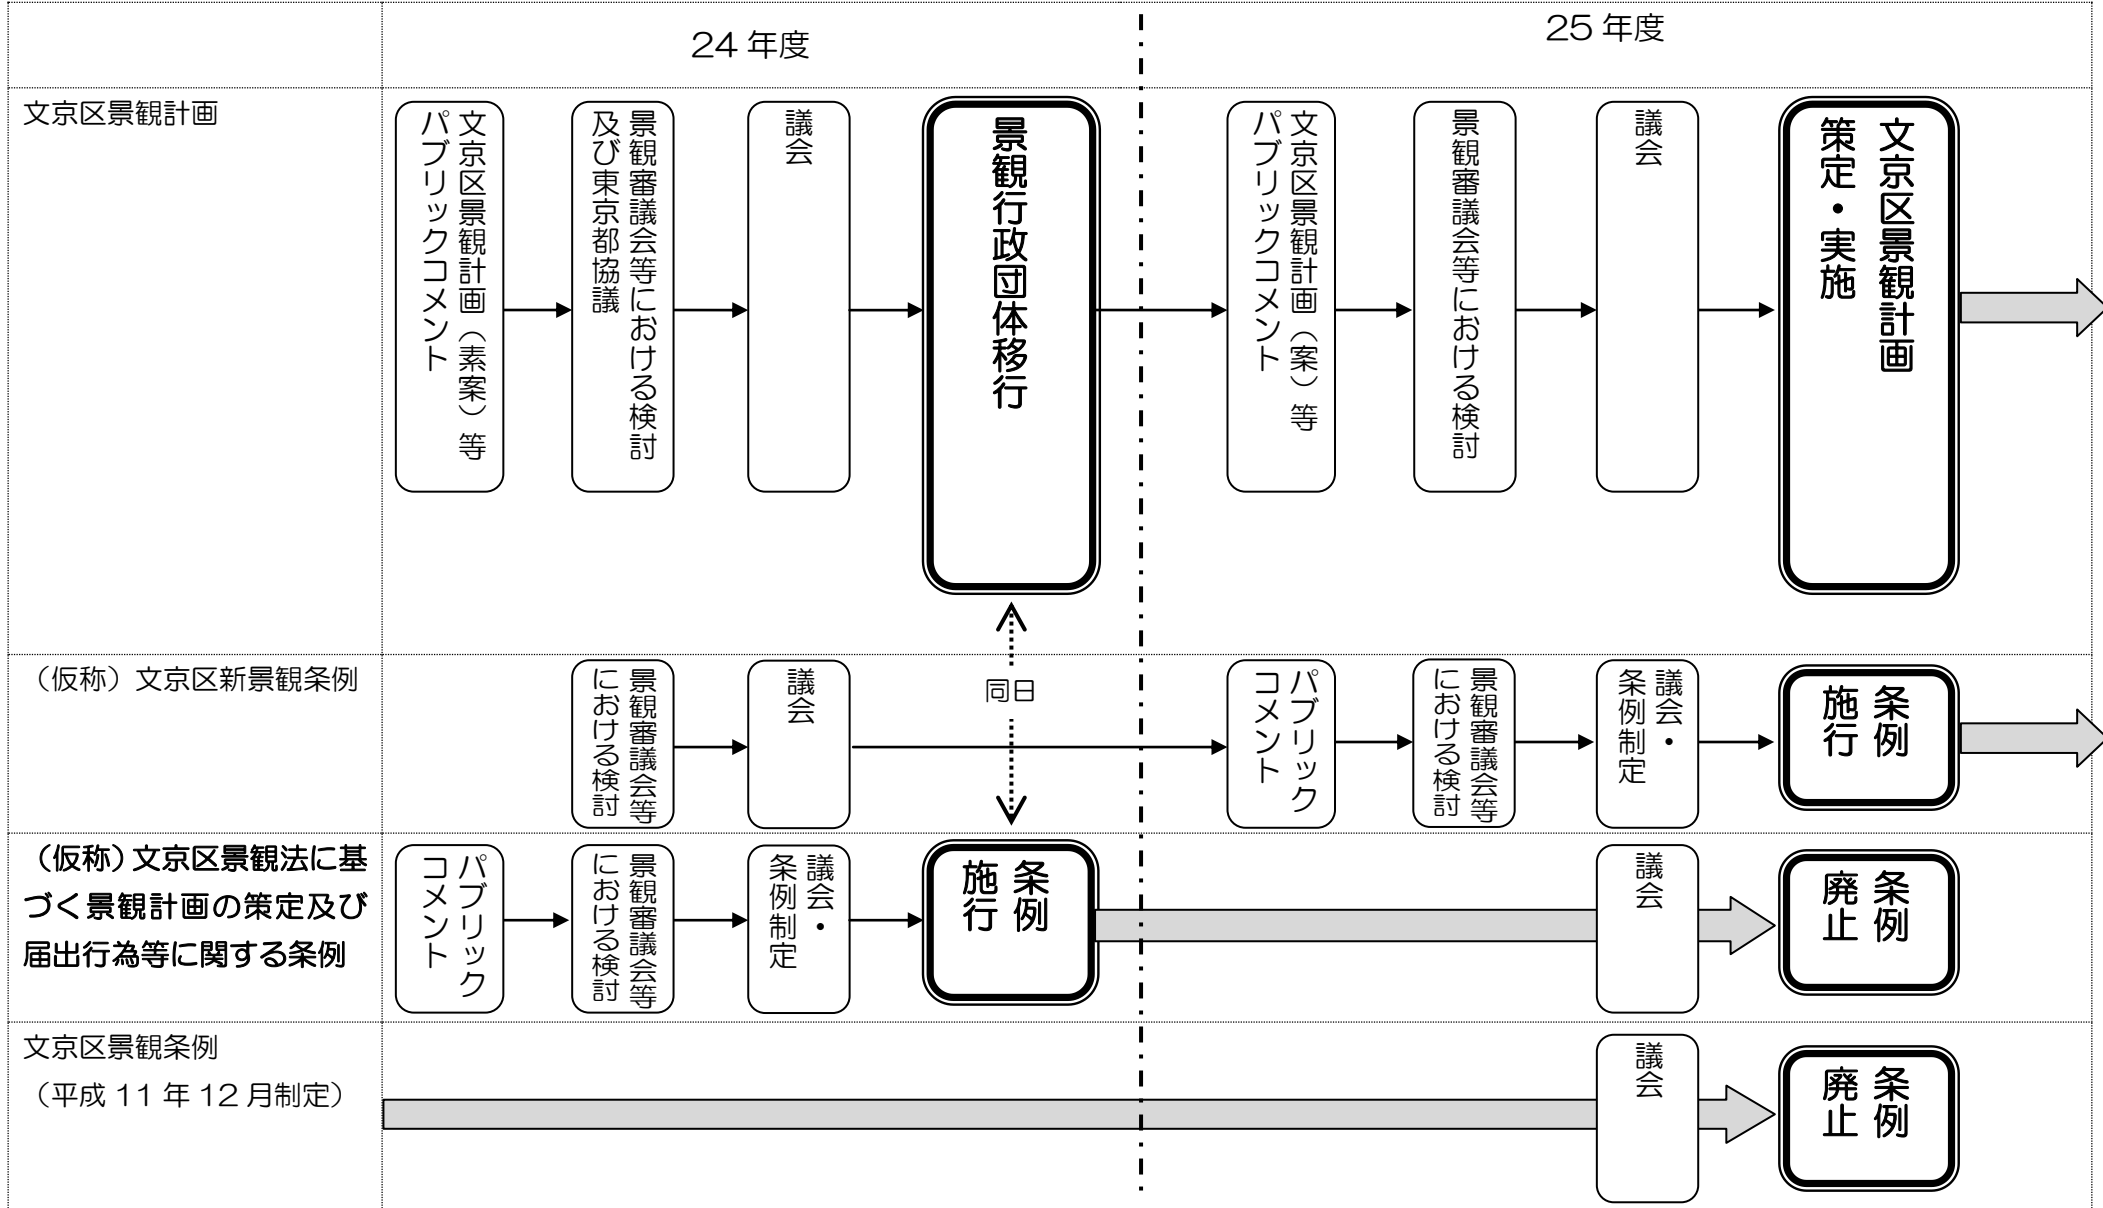 24年度
25年度
文京区景観計画
文京区景観計画（素案）等
パブリックコメント
景観審議会等における検討
及び東京都協議
議会
景観行政団体移行
文京区景観計画（案）等
パブリックコメント
景観審議会等における検討
議会
文京区景観計画
策定・実施
（仮称）文京区新景観条例
景観審議会等
における検討
議会
同日
パブリック
コメント
景観審議会等
における検討
議会・
条例制定
条例
施行
（仮称）文京区景観法に基
づく景観計画の策定及び
届出行為等に関する条例
パブリック
コメント
景観審議会等
における検討
議会・
条例制定
条例
施行
議会
条例
廃止
文京区景観条例
（平成11年12月制定）
議会
条例
廃止